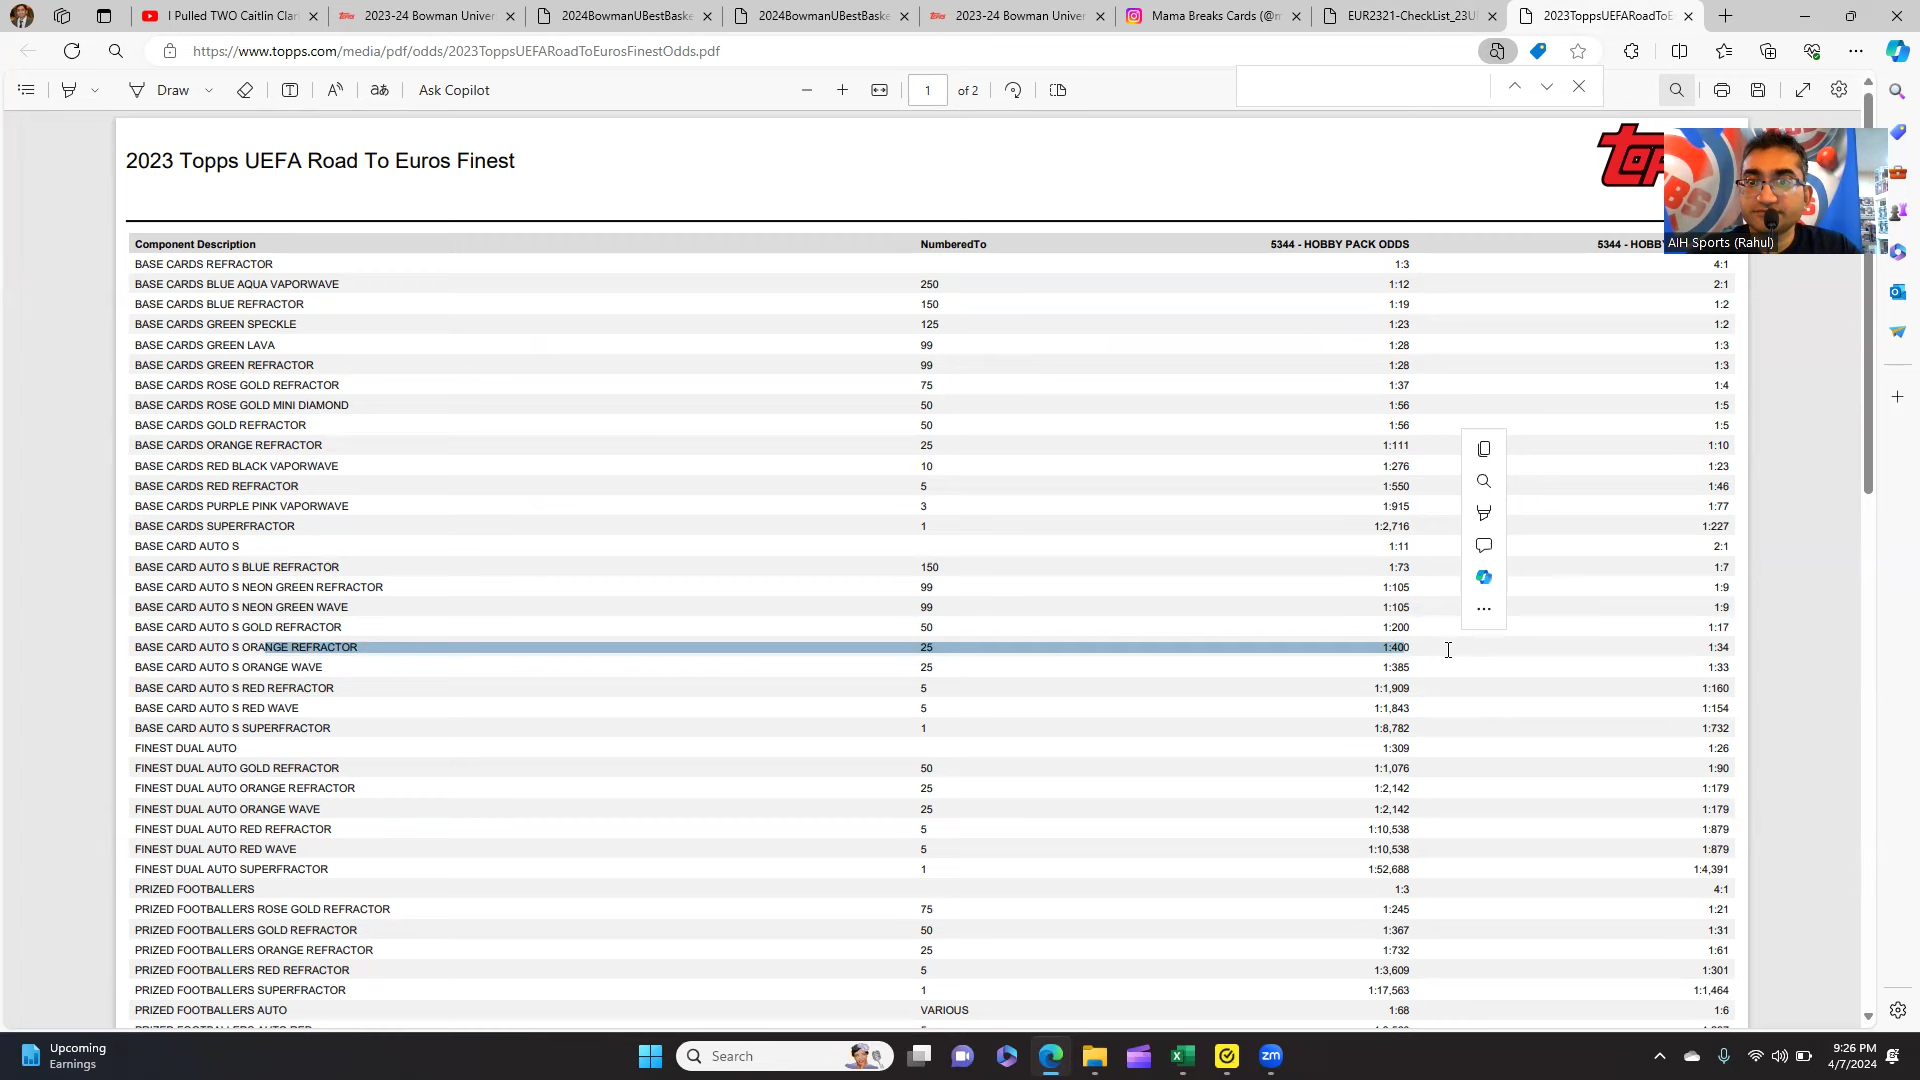 I Pulled TWO Caitlin Clar
2023-24 Bowman Univer
2024BowmanUBestBaske
2024BowmanUBestBaske
2023-24 Bowman Univer
Mama Breaks Cards (@m
EUR2321-CheckList_23U
2023ToppsUEFARoadToE
https://www.topps.com/media/pdf/odds/2023ToppsUEFARoadToEurosFinestOdds.pdf
Draw
Ask Copilot
1 of 2
2023 Topps UEFA Road To Euros Finest
AIH Sports (Rahul)
Component Description NumberedTo 5344 - HOBBY PACK ODDS 5344 - HOBB
BASE CARDS REFRACTOR 1:3 4:1
BASE CARDS BLUE AQUA VAPORWAVE 250 1:12 2:1
BASE CARDS BLUE REFRACTOR 150 1:19 1:2
BASE CARDS GREEN SPECKLE 125 1:23 1:2
BASE CARDS GREEN LAVA 99 1:28 1:3
BASE CARDS GREEN REFRACTOR 99 1:28 1:3
BASE CARDS ROSE GOLD REFRACTOR 75 1:37 1:4
BASE CARDS ROSE GOLD MINI DIAMOND 50 1:56 1:5
BASE CARDS GOLD REFRACTOR 50 1:56 1:5
BASE CARDS ORANGE REFRACTOR 25 1:111 1:10
BASE CARDS RED BLACK VAPORWAVE 10 1:276 1:23
BASE CARDS RED REFRACTOR 5 1:550 1:46
BASE CARDS PURPLE PINK VAPORWAVE 3 1:915 1:77
BASE CARDS SUPERFRACTOR 1 1:2,716 1:227
BASE CARD AUTO S 1:11 2:1
BASE CARD AUTO S BLUE REFRACTOR 150 1:73 1:7
BASE CARD AUTO S NEON GREEN REFRACTOR 99 1:105 1:9
BASE CARD AUTO S NEON GREEN WAVE 99 1:105 1:9
BASE CARD AUTO S GOLD REFRACTOR 50 1:200 1:17
BASE CARD AUTO S ORANGE REFRACTOR 25 1:400 1:34
BASE CARD AUTO S ORANGE WAVE 25 1:385 1:33
BASE CARD AUTO S RED REFRACTOR 5 1:1,909 1:160
BASE CARD AUTO S RED WAVE 5 1:1,843 1:154
BASE CARD AUTO S SUPERFRACTOR 1 1:8,782 1:732
FINEST DUAL AUTO 1:309 1:26
FINEST DUAL AUTO GOLD REFRACTOR 50 1:1,076 1:90
FINEST DUAL AUTO ORANGE REFRACTOR 25 1:2,142 1:179
FINEST DUAL AUTO ORANGE WAVE 25 1:2,142 1:179
FINEST DUAL AUTO RED REFRACTOR 5 1:10,538 1:879
FINEST DUAL AUTO RED WAVE 5 1:10,538 1:879
FINEST DUAL AUTO SUPERFRACTOR 1 1:52,688 1:4,391
PRIZED FOOTBALLERS 1:3 4:1
PRIZED FOOTBALLERS ROSE GOLD REFRACTOR 75 1:245 1:21
PRIZED FOOTBALLERS GOLD REFRACTOR 50 1:367 1:31
PRIZED FOOTBALLERS ORANGE REFRACTOR 25 1:732 1:61
PRIZED FOOTBALLERS RED REFRACTOR 5 1:3,609 1:301
PRIZED FOOTBALLERS SUPERFRACTOR 1 1:17,563 1:1,464
PRIZED FOOTBALLERS AUTO VARIOUS 1:68 1:6
Upcoming
Earnings
Search
zm
9:26 PM
4/7/2024